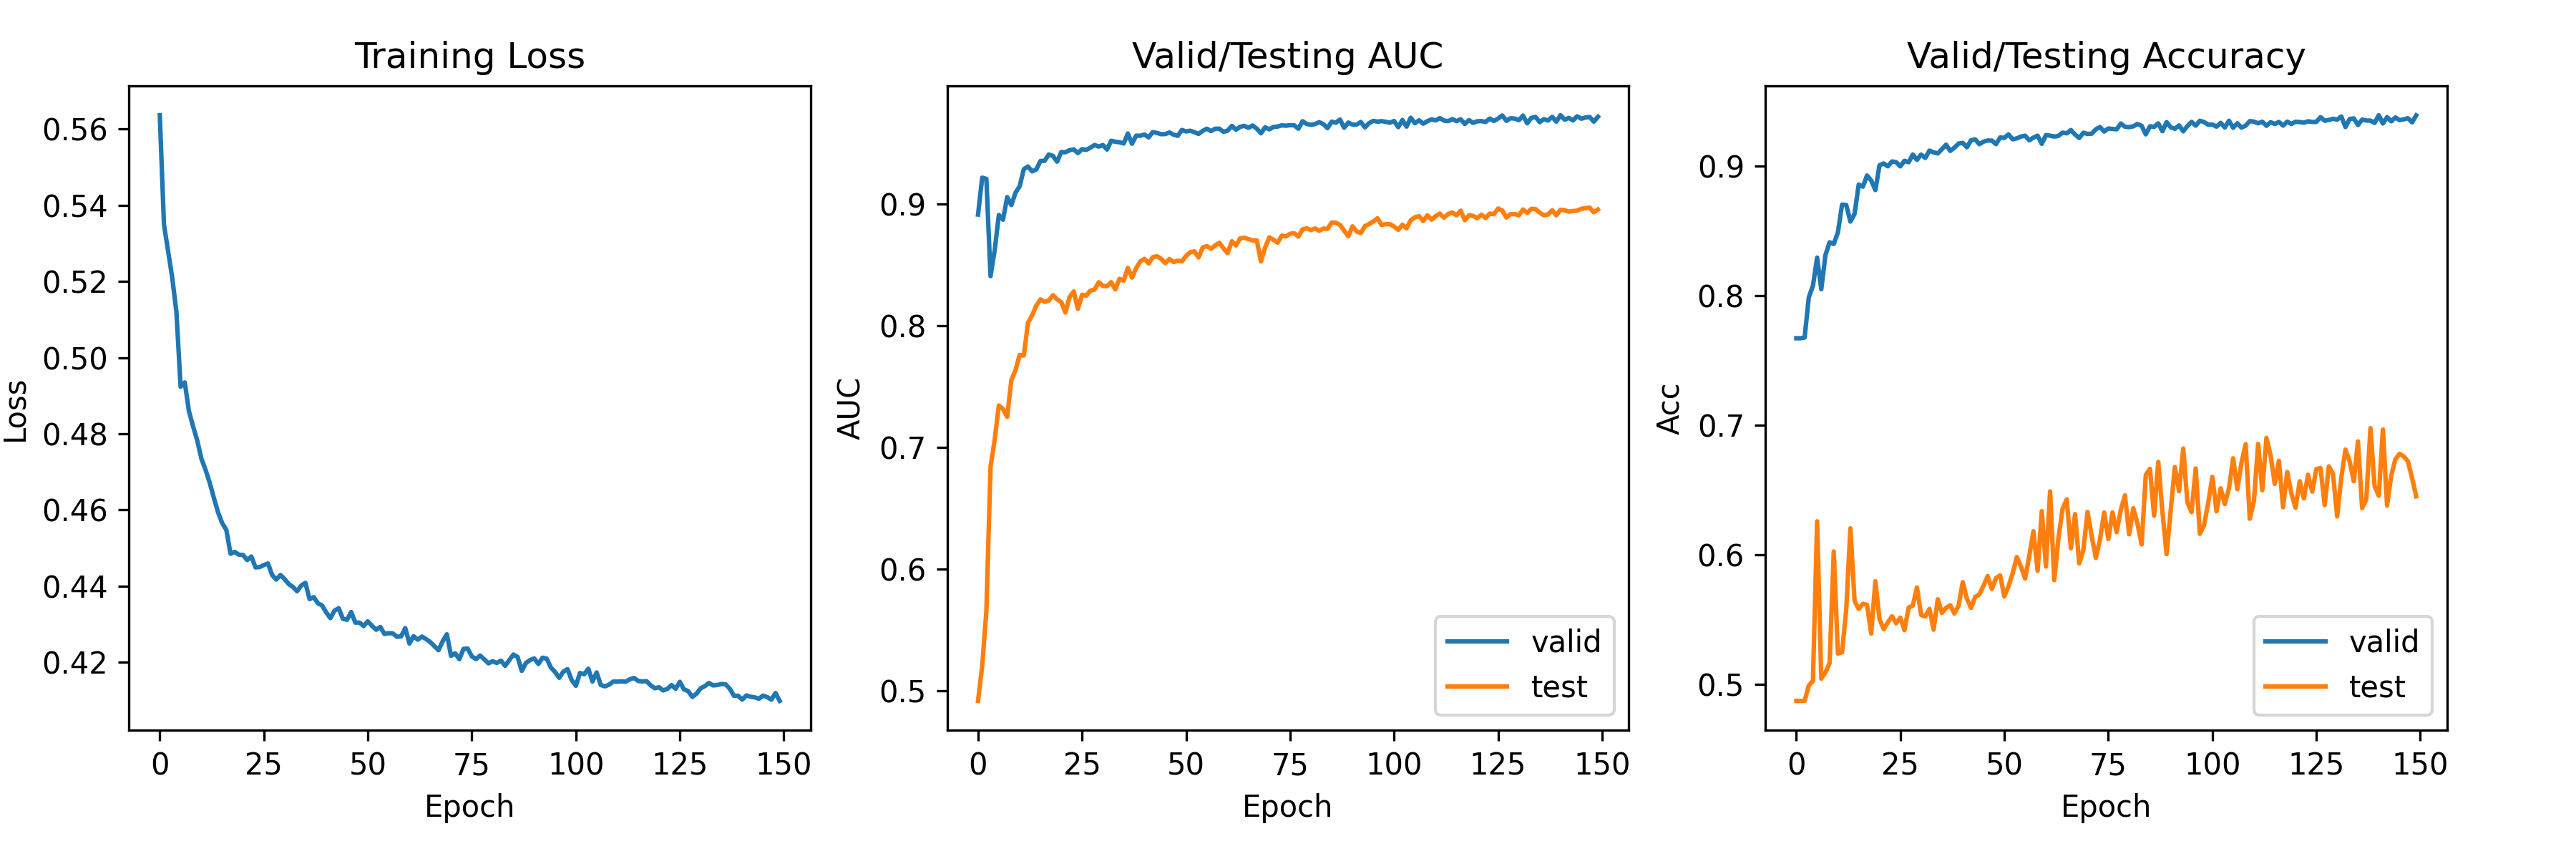 Training Loss
Valid/Testing AUC
Valid/Testing Accuracy
Loss
0.56
0.54
0.52
0.50
0.48
0.46
0.44
0.42
0 25 50 75 100 125 150
Epoch
AUC
0.9
0.8
0.7
0.6
0.5
valid
test
0 25 50 75 100 125 150
Epoch
Acc
0.9
0.8
0.7
0.6
0.5
valid
test
0 25 50 75 100 125 150
Epoch